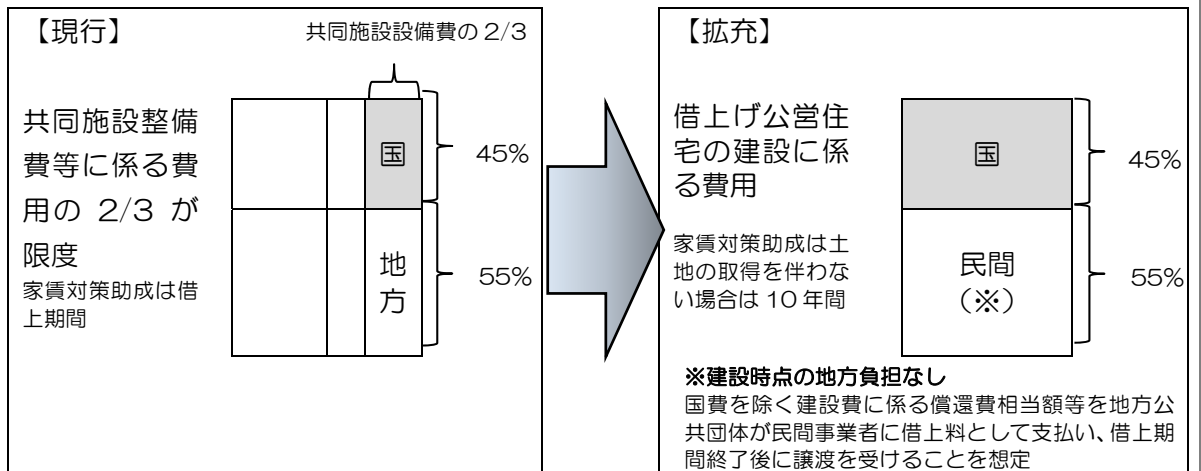 【現行】
共同施設設備費の 2/3
共同施設整備
費等に係る費
用の 2/3 が
限度
家賃対策助成は借
上期間
国
地
方
45%
55%
【拡充】
借上げ公営住
宅の建設に係
る費用
家賃対策助成は土
地の取得を伴わな
い場合は 10 年間
国
民間
(※)
45%
55%
※建設時点の地方負担なし
国費を除く建設費に係る償還費相当額等を地方公
共団体が民間事業者に借上料として支払い、借上期
間終了後に譲渡を受けることを想定